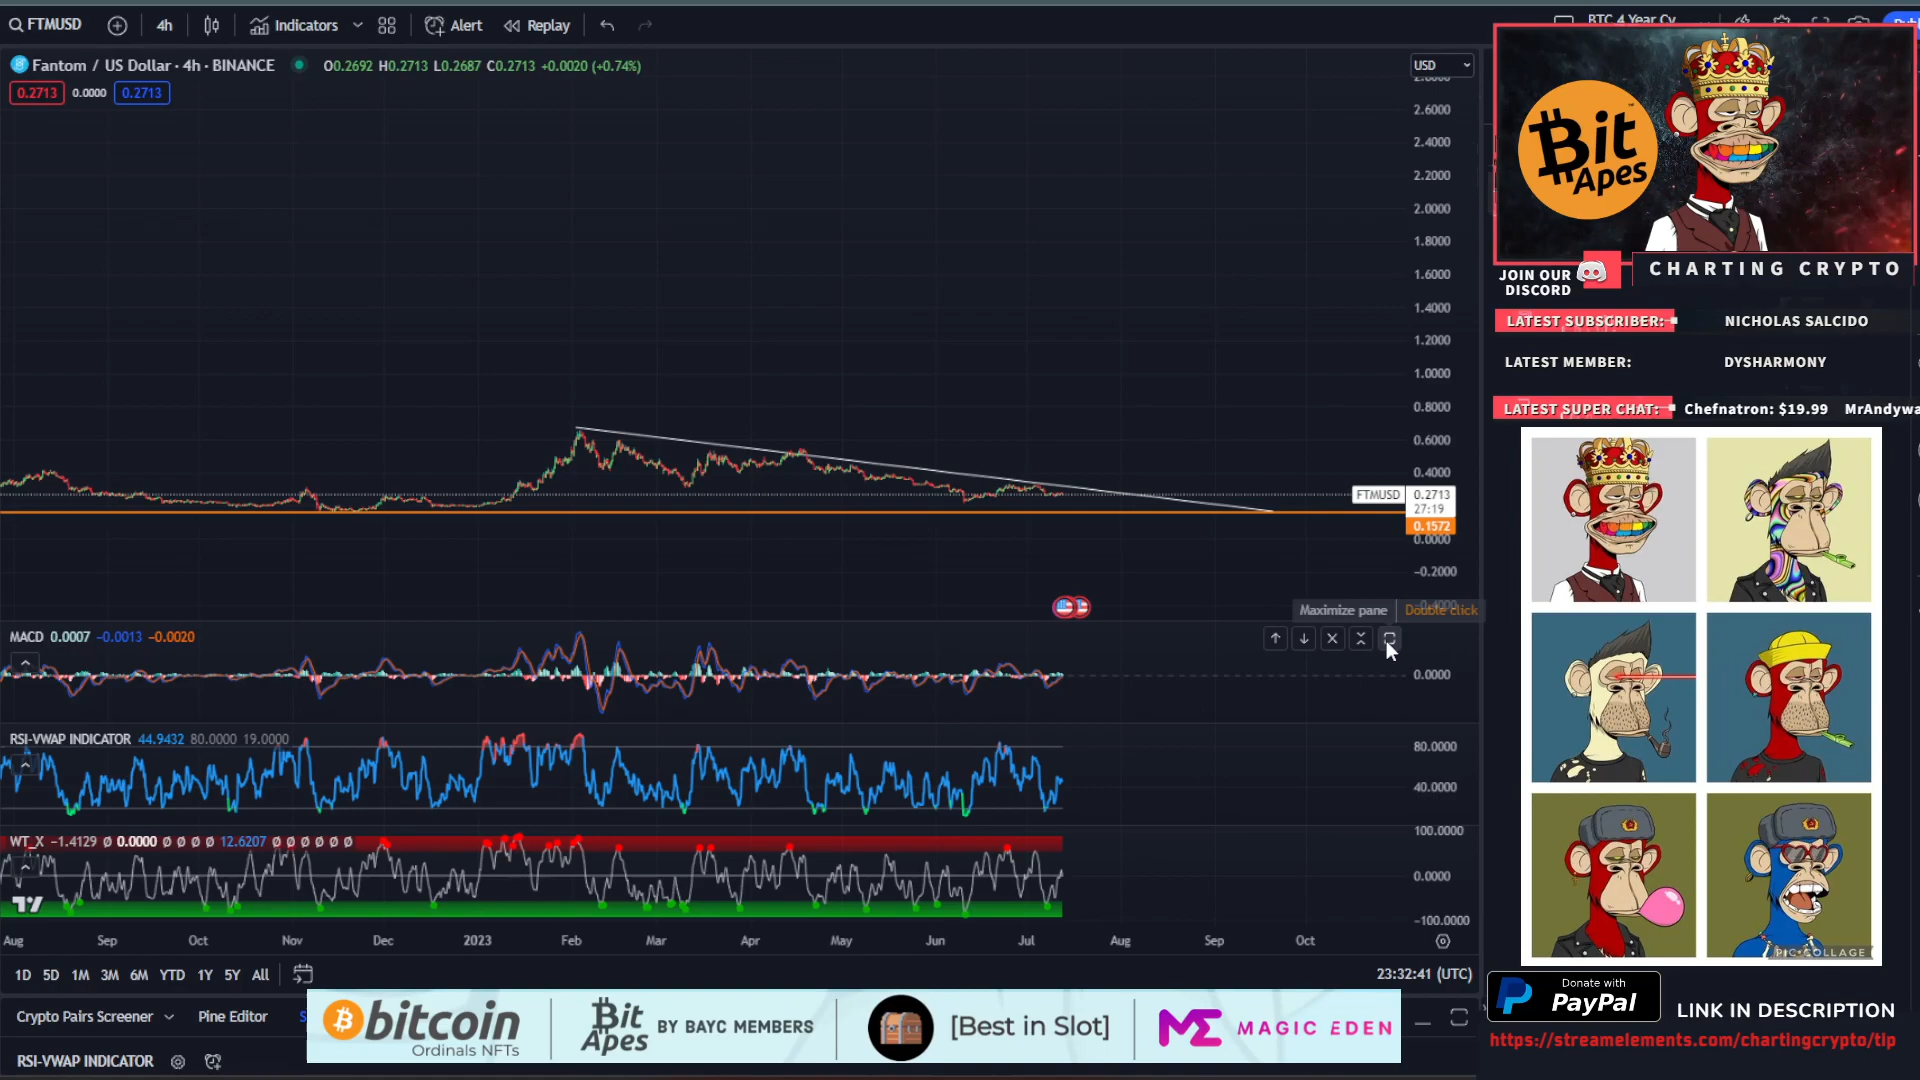 FTMUSD
4h
Indicators
Alert
Replay
BTC 4 Year Cy
Fantom / US Dollar · 4h · BINANCE
O0.2692 H0.2713 L0.2687 C0.2713 +0.0020 (+0.74%)
USD
0.2713
0.0000
0.2713
2.6000
2.4000
2.2000
2.0000
1.8000
1.6000
1.4000
1.2000
1.0000
0.8000
0.6000
0.4000
FTMUSD
0.2713
27:19
0.1572
0.0000
−0.2000
−0.4000
Maximize pane
Double click
MACD 0.0007 −0.0013 −0.0020
0.0000
RSI-VWAP INDICATOR 44.9432 80.0000 19.0000
80.0000
40.0000
WT_X −1.4129 Ø 0.0000 Ø Ø Ø Ø 12.6207 Ø Ø Ø Ø Ø Ø
100.0000
0.0000
−100.0000
Aug Sep Oct Nov Dec 2023 Feb Mar Apr May Jun Jul Aug Sep Oct
1D 5D 1M 3M 6M YTD 1Y 5Y All
23:32:41 (UTC)
Crypto Pairs Screener
Pine Editor
RSI-VWAP INDICATOR
bitcoin
Ordinals NFTs
Bit
Apes
BY BAYC MEMBERS
[Best in Slot]
ME MAGIC EDEN
Bit
Apes
™
JOIN OUR
DISCORD
CHARTING CRYPTO
LATEST SUBSCRIBER: NICHOLAS SALCIDO
LATEST MEMBER: DYSHARMONY
LATEST SUPER CHAT: Chefnatron: $19.99 MrAndywa
PIC•COLLAGE
Donate with
PayPal
LINK IN DESCRIPTION
https://streamelements.com/chartingcrypto/tip